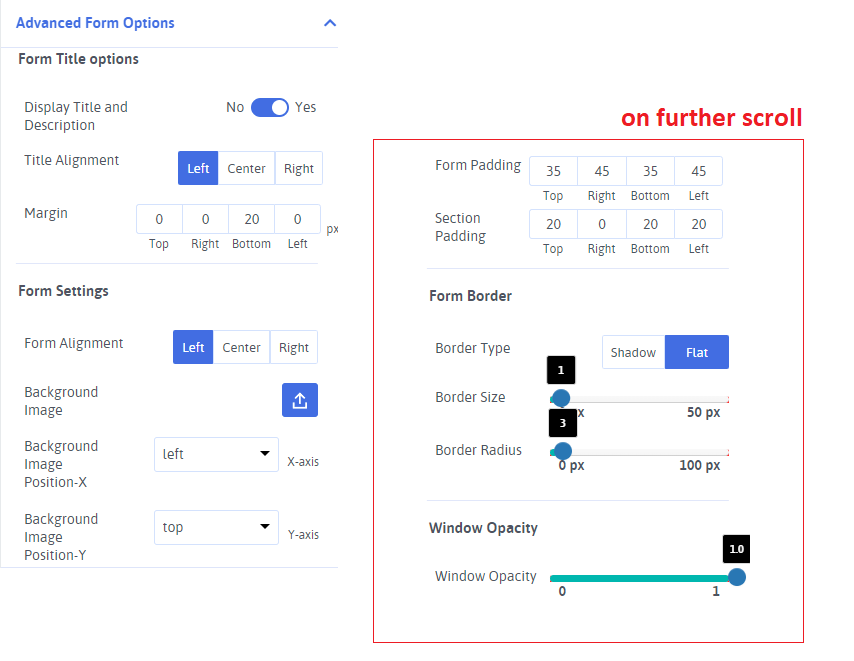 Advanced Form Options
Form Title options
Display Title and
Description
No Yes
Title Alignment
Left Center Right
Margin
0 0 20 0 px
Top Right Bottom Left
Form Settings
Form Alignment
Left Center Right
Background
Image
Background
Image
Position-X
left
X-axis
Background
Image
Position-Y
top
Y-axis
on further scroll
Form Padding
35 45 35 45
Top Right Bottom Left
Section
Padding
20 0 20 20
Top Right Bottom Left
Form Border
Border Type
Shadow Flat
1
Border Size
x 50 px
3
Border Radius
0 px 100 px
Window Opacity
1.0
Window Opacity
0 1